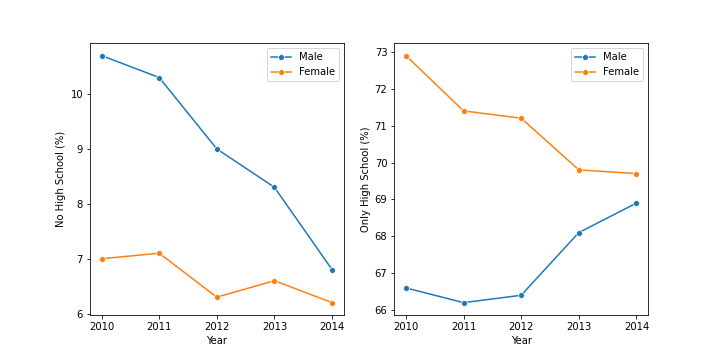 No High School (%)
10
9
8
7
6
2010 2011 2012 2013 2014
Year
Male
Female
Only High School (%)
73
72
71
70
69
68
67
66
2010 2011 2012 2013 2014
Year
Male
Female